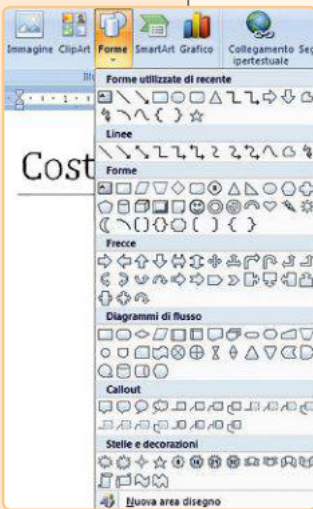 Immagine ClipArt Forme SmartArt Grafico Collegamento
ipertestuale
Forme utilizzate di recente
Linee
Cost
Forme
Frecce
Diagrammi di flusso
Callout
Stelle e decorazioni
Nuova area disegno